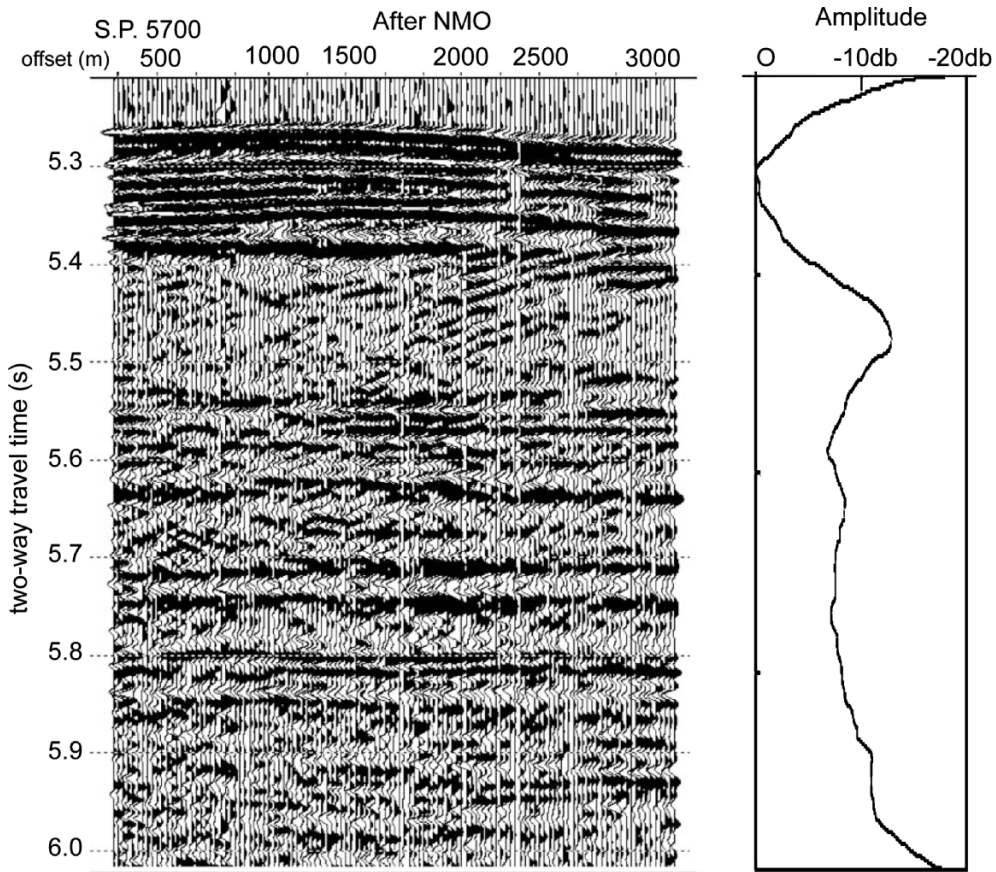 S.P. 5700
After NMO
offset (m)
500
1000
1500
2000
2500
3000
5.3
5.4
5.5
5.6
5.7
5.8
5.9
6.0
two-way travel time (s)
Amplitude
O
-10db
-20db